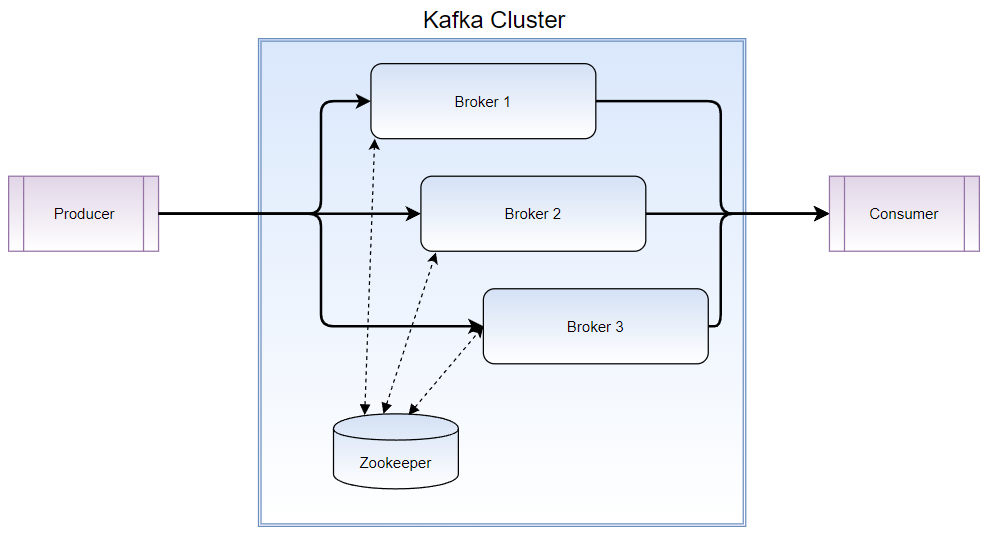 Kafka Cluster
Broker 1
Producer
Broker 2
Consumer
Broker 3
Zookeeper